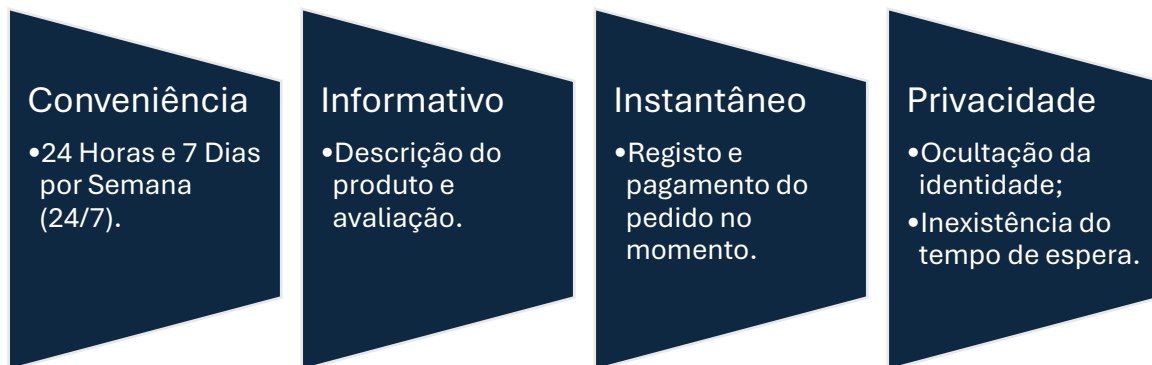 Conveniência
•24 Horas e 7 Dias
por Semana
(24/7).
Informativo
•Descrição do
produto e
avaliação.
Instantâneo
•Registo e
pagamento do
pedido no
momento.
Privacidade
•Ocultação da
identidade;
•Inexistência do
tempo de espera.